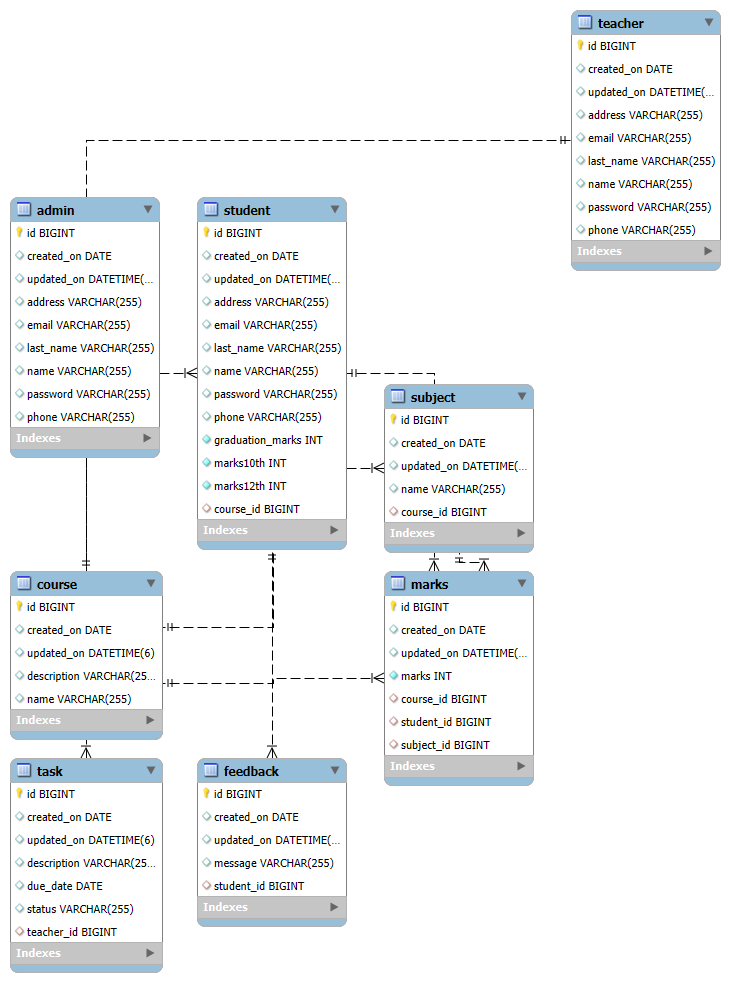 teacher
id BIGINT
created_on DATE
updated_on DATETIME(...
address VARCHAR(255)
email VARCHAR(255)
last_name VARCHAR(255)
name VARCHAR(255)
password VARCHAR(255)
phone VARCHAR(255)
Indexes
admin
id BIGINT
created_on DATE
updated_on DATETIME(...
address VARCHAR(255)
email VARCHAR(255)
last_name VARCHAR(255)
name VARCHAR(255)
password VARCHAR(255)
phone VARCHAR(255)
Indexes
student
id BIGINT
created_on DATE
updated_on DATETIME(...
address VARCHAR(255)
email VARCHAR(255)
last_name VARCHAR(255)
name VARCHAR(255)
password VARCHAR(255)
phone VARCHAR(255)
graduation_marks INT
marks10th INT
marks12th INT
course_id BIGINT
Indexes
subject
id BIGINT
created_on DATE
updated_on DATETIME(...
name VARCHAR(255)
course_id BIGINT
Indexes
course
id BIGINT
created_on DATE
updated_on DATETIME(6)
description VARCHAR(25...
name VARCHAR(255)
Indexes
marks
id BIGINT
created_on DATE
updated_on DATETIME(...
marks INT
course_id BIGINT
student_id BIGINT
subject_id BIGINT
Indexes
task
id BIGINT
created_on DATE
updated_on DATETIME(6)
description VARCHAR(25...
due_date DATE
status VARCHAR(255)
teacher_id BIGINT
Indexes
feedback
id BIGINT
created_on DATE
updated_on DATETIME(...
message VARCHAR(255)
student_id BIGINT
Indexes